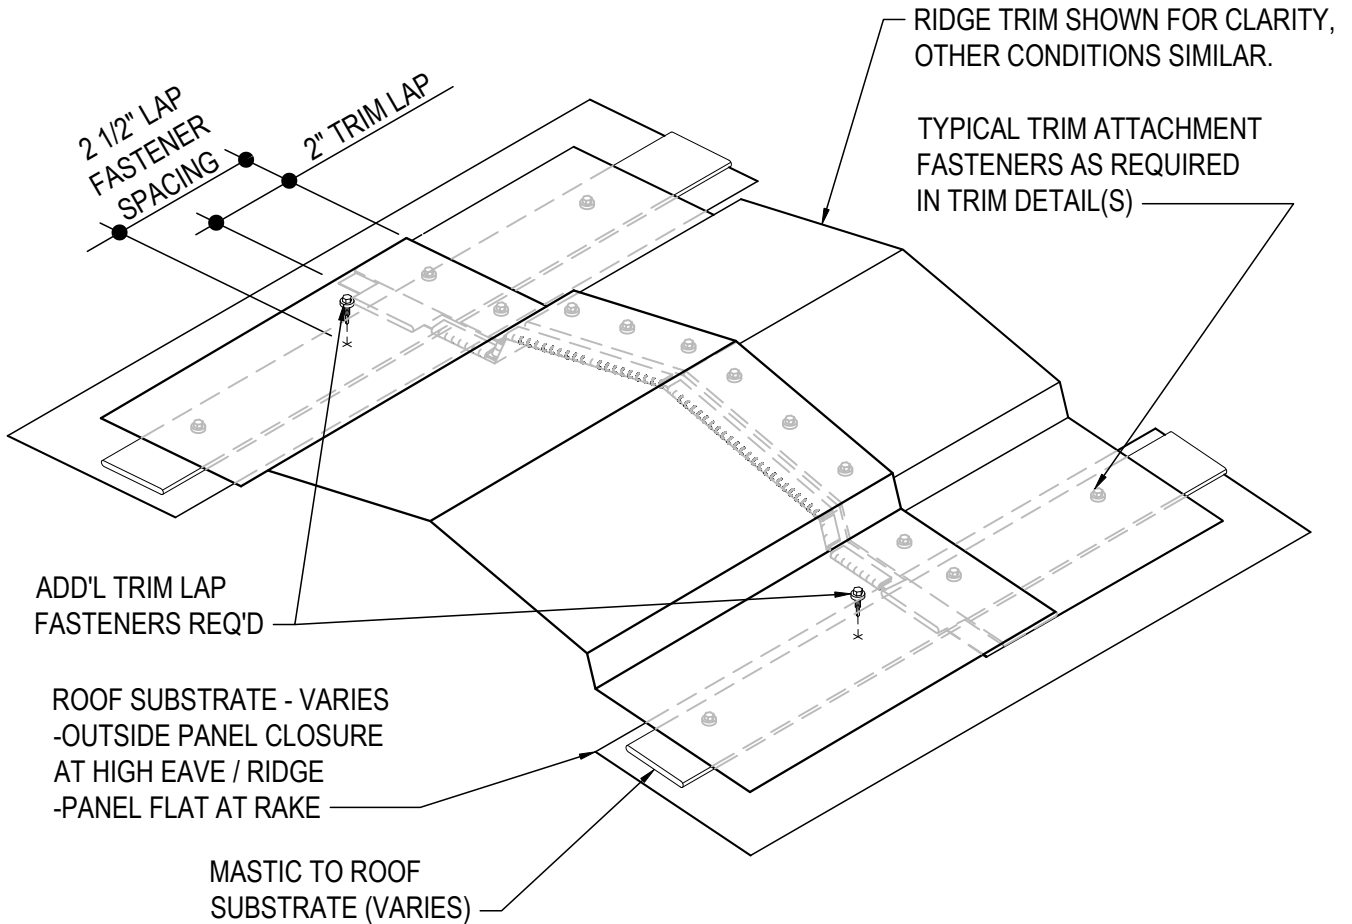 RIDGE TRIM SHOWN FOR CLARITY,
OTHER CONDITIONS SIMILAR.
2 1/2" LAP
FASTENER
SPACING
2" TRIM LAP
TYPICAL TRIM ATTACHMENT
FASTENERS AS REQUIRED
IN TRIM DETAIL(S)
ADD'L TRIM LAP
FASTENERS REQ'D
ROOF SUBSTRATE - VARIES
-OUTSIDE PANEL CLOSURE
AT HIGH EAVE / RIDGE
-PANEL FLAT AT RAKE
MASTIC TO ROOF
SUBSTRATE (VARIES)